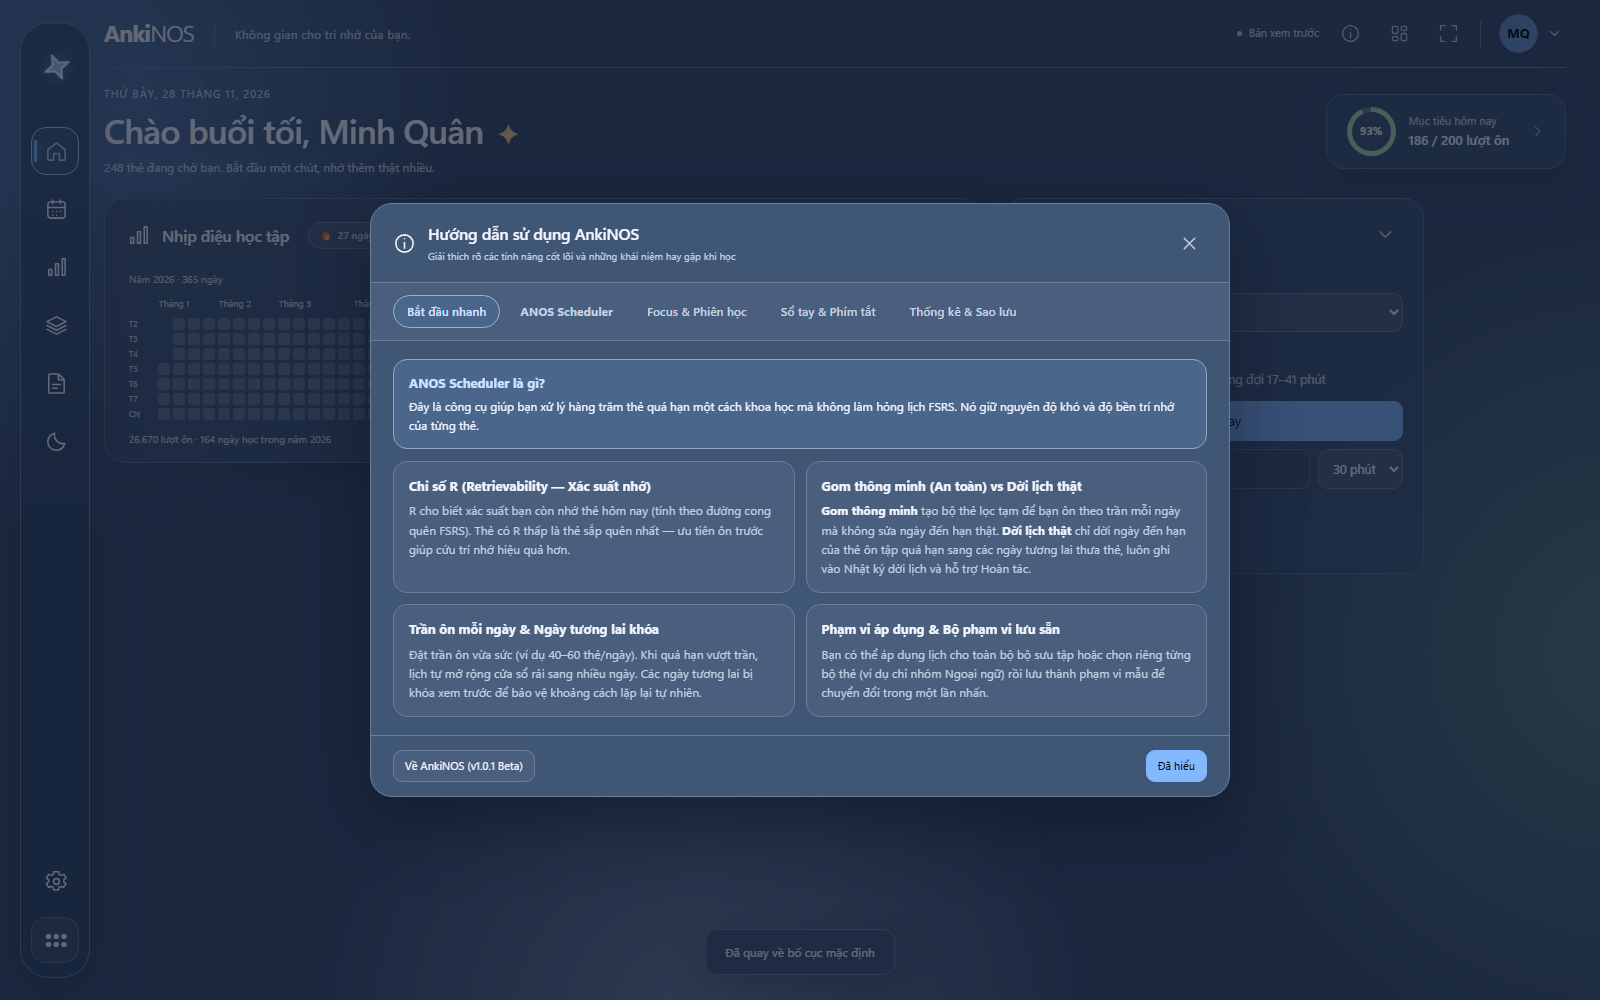 AnkiNOS
Không gian cho trí nhớ của bạn.
Bản xem trước
MQ
THỨ BẢY, 28 THÁNG 11, 2026
Chào buổi tối, Minh Quân
248 thẻ đang chờ bạn. Bắt đầu một chút, nhớ thêm thật nhiều.
93%
Mục tiêu hôm nay
186 / 200 lượt ôn
Nhịp điệu học tập
27 ngày
Năm 2026 · 365 ngày
Tháng 1 Tháng 2 Tháng 3
T2
T3
T4
T5
T6
T7
CN
26.670 lượt ôn · 164 ngày học trong năm 2026
đợi 17–41 phút
30 phút
Hướng dẫn sử dụng AnkiNOS
Giải thích rõ các tính năng cốt lõi và những khái niệm hay gặp khi học
Bắt đầu nhanh
ANOS Scheduler
Focus & Phiên học
Sổ tay & Phím tắt
Thống kê & Sao lưu
ANOS Scheduler là gì?
Đây là công cụ giúp bạn xử lý hàng trăm thẻ quá hạn một cách khoa học mà không làm hỏng lịch FSRS. Nó giữ nguyên độ khó và độ bền trí nhớ
của từng thẻ.
Chỉ số R (Retrievability — Xác suất nhớ)
R cho biết xác suất bạn còn nhớ thẻ hôm nay (tính theo đường cong
quên FSRS). Thẻ có R thấp là thẻ sắp quên nhất — ưu tiên ôn trước
giúp cứu trí nhớ hiệu quả hơn.
Gom thông minh (An toàn) vs Dời lịch thật
Gom thông minh tạo bộ thẻ lọc tạm để bạn ôn theo trần mỗi ngày
mà không sửa ngày đến hạn thật. Dời lịch thật chỉ dời ngày đến hạn
của thẻ ôn tập quá hạn sang các ngày tương lai thưa thẻ, luôn ghi
vào Nhật ký dời lịch và hỗ trợ Hoàn tác.
Trần ôn mỗi ngày & Ngày tương lai khóa
Đặt trần ôn vừa sức (ví dụ 40–60 thẻ/ngày). Khi quá hạn vượt trần,
lịch tự mở rộng cửa sổ rải sang nhiều ngày. Các ngày tương lai bị
khóa xem trước để bảo vệ khoảng cách lặp lại tự nhiên.
Phạm vi áp dụng & Bộ phạm vi lưu sẵn
Bạn có thể áp dụng lịch cho toàn bộ bộ sưu tập hoặc chọn riêng từng
bộ thẻ (ví dụ chỉ nhóm Ngoại ngữ) rồi lưu thành phạm vi mẫu để
chuyển đổi trong một lần nhấn.
Về AnkiNOS (v1.0.1 Beta)
Đã hiểu
Đã quay về bố cục mặc định